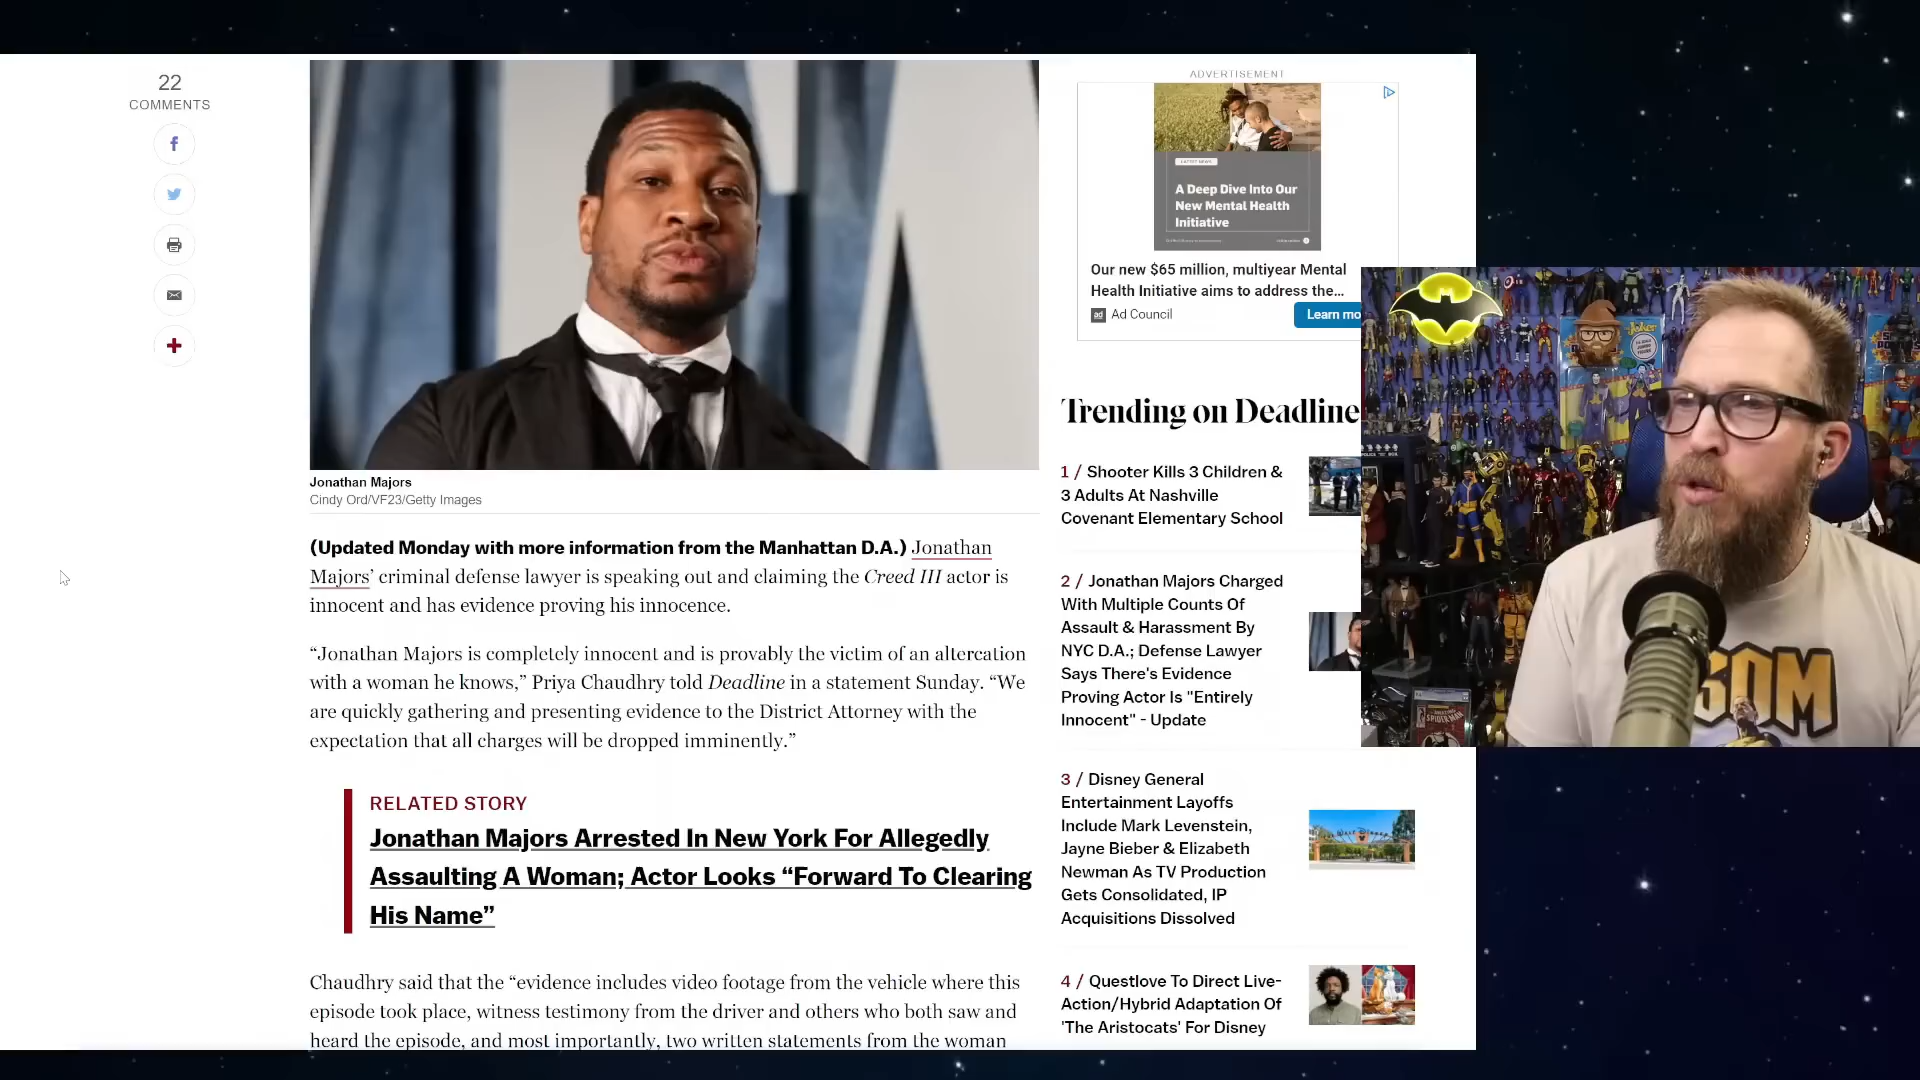 22
COMMENTS
Jonathan Majors
Cindy Ord/VF23/Getty Images
(Updated Monday with more information from the Manhattan D.A.) Jonathan
Majors’ criminal defense lawyer is speaking out and claiming the Creed III actor is
innocent and has evidence proving his innocence.
“Jonathan Majors is completely innocent and is provably the victim of an altercation
with a woman he knows,” Priya Chaudhry told Deadline in a statement Sunday. “We
are quickly gathering and presenting evidence to the District Attorney with the
expectation that all charges will be dropped imminently.”
RELATED STORY
Jonathan Majors Arrested In New York For Allegedly
Assaulting A Woman; Actor Looks “Forward To Clearing
His Name”
Chaudhry said that the “evidence includes video footage from the vehicle where this
episode took place, witness testimony from the driver and others who both saw and
heard the episode, and most importantly, two written statements from the woman
ADVERTISEMENT
LATEST NEWS
A Deep Dive Into Our
New Mental Health
Initiative
Our new $65 million, multiyear Mental
Health Initiative aims to address the...
ad Ad Council
Learn mo
Trending on Deadline
1 / Shooter Kills 3 Children &
3 Adults At Nashville
Covenant Elementary School
2 / Jonathan Majors Charged
With Multiple Counts Of
Assault & Harassment By
NYC D.A.; Defense Lawyer
Says There's Evidence
Proving Actor Is "Entirely
Innocent" - Update
3 / Disney General
Entertainment Layoffs
Include Mark Levenstein,
Jayne Bieber & Elizabeth
Newman As TV Production
Gets Consolidated, IP
Acquisitions Dissolved
4 / Questlove To Direct Live-
Action/Hybrid Adaptation Of
'The Aristocats' For Disney
SPIDER-MAN